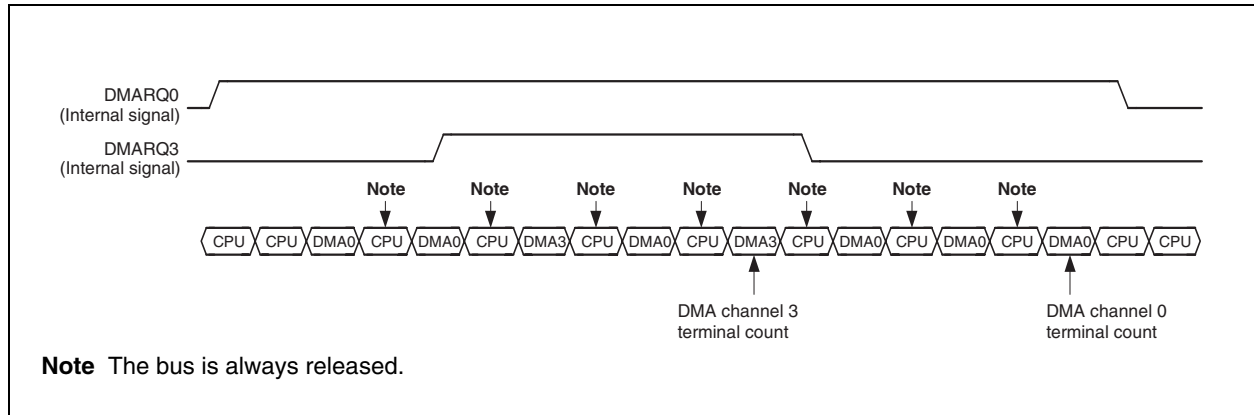 DMARQ0
(Internal signal)
DMARQ3
(Internal signal)
Note Note Note Note Note Note Note
CPU CPU DMA0 CPU DMA0 CPU DMA3 CPU DMA0 CPU DMA3 CPU DMA0 CPU DMA0 CPU DMA0 CPU CPU
DMA channel 3
terminal count
DMA channel 0
terminal count
Note The bus is always released.